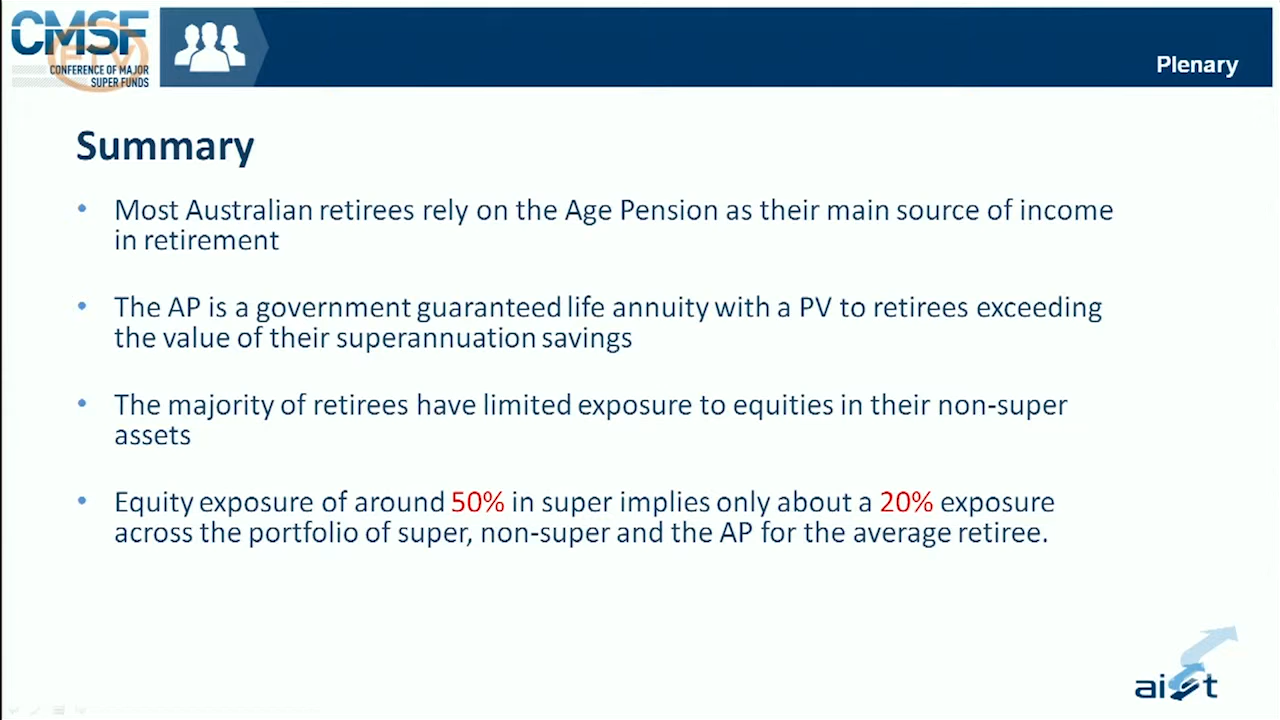 CMSF
CONFERENCE OF MAJOR
SUPER FUNDS
Plenary
Summary
• Most Australian retirees rely on the Age Pension as their main source of income
in retirement
• The AP is a government guaranteed life annuity with a PV to retirees exceeding
the value of their superannuation savings
• The majority of retirees have limited exposure to equities in their non-super
assets
• Equity exposure of around 50% in super implies only about a 20% exposure
across the portfolio of super, non-super and the AP for the average retiree.
aist